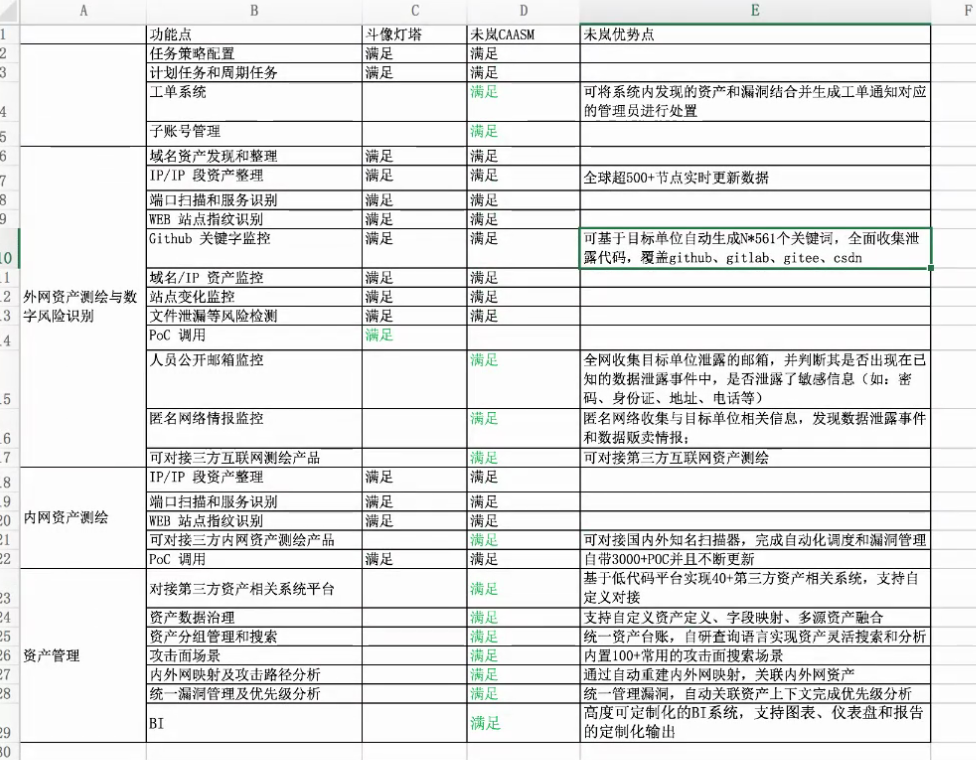 A B C D E F
1 功能点 斗像灯塔 未岚CAASM 未岚优势点
2 任务策略配置 满足 满足
3 计划任务和周期任务 满足 满足
4 工单系统 满足 可将系统内发现的资产和漏洞结合并生成工单通知对应
的管理员进行处置
5 子账号管理 满足
6 域名资产发现和整理 满足 满足
7 IP/IP 段资产整理 满足 满足 全球超500+节点实时更新数据
8 端口扫描和服务识别 满足 满足
9 WEB 站点指纹识别 满足 满足
10 Github 关键字监控 满足 满足 可基于目标单位自动生成N*561个关键词，全面收集泄
露代码，覆盖github、gitlab、gitee、csdn
1 域名/IP 资产监控 满足 满足
2 外网资产测绘与数 站点变化监控 满足 满足
3 字风险识别 文件泄漏等风险检测 满足 满足
4 PoC 调用 满足
5 人员公开邮箱监控 满足 全网收集目标单位泄露的邮箱，并判断其是否出现在已
知的数据泄露事件中，是否泄露了敏感信息（如：密
码、身份证、地址、电话等）
6 匿名网络情报监控 满足 匿名网络收集与目标单位相关信息，发现数据泄露事件
和数据贩卖情报；
7 可对接三方互联网测绘产品 满足 可对接第三方互联网资产测绘
8 IP/IP 段资产整理 满足 满足
9 端口扫描和服务识别 满足 满足
20 内网资产测绘 WEB 站点指纹识别 满足 满足
21 可对接三方内网资产测绘产品 满足 可对接国内外知名扫描器，完成自动化调度和漏洞管理
22 PoC 调用 满足 满足 自带3000+POC并且不断更新
23 对接第三方资产相关系统平台 满足 基于低代码平台实现40+第三方资产相关系统，支持自
定义对接
24 资产数据治理 满足 支持自定义资产定义、字段映射、多源资产融合
25 资产分组管理和搜索 满足 统一资产台账，自研查询语言实现资产灵活搜索和分析
26 资产管理 攻击面场景 满足 内置100+常用的攻击面搜索场景
27 内外网映射及攻击路径分析 满足 通过自动重建内外网映射，关联内外网资产
28 统一漏洞管理及优先级分析 满足 统一管理漏洞，自动关联资产上下文完成优先级分析
29 BI 满足 高度可定制化的BI系统，支持图表、仪表盘和报告
的定制化输出
30